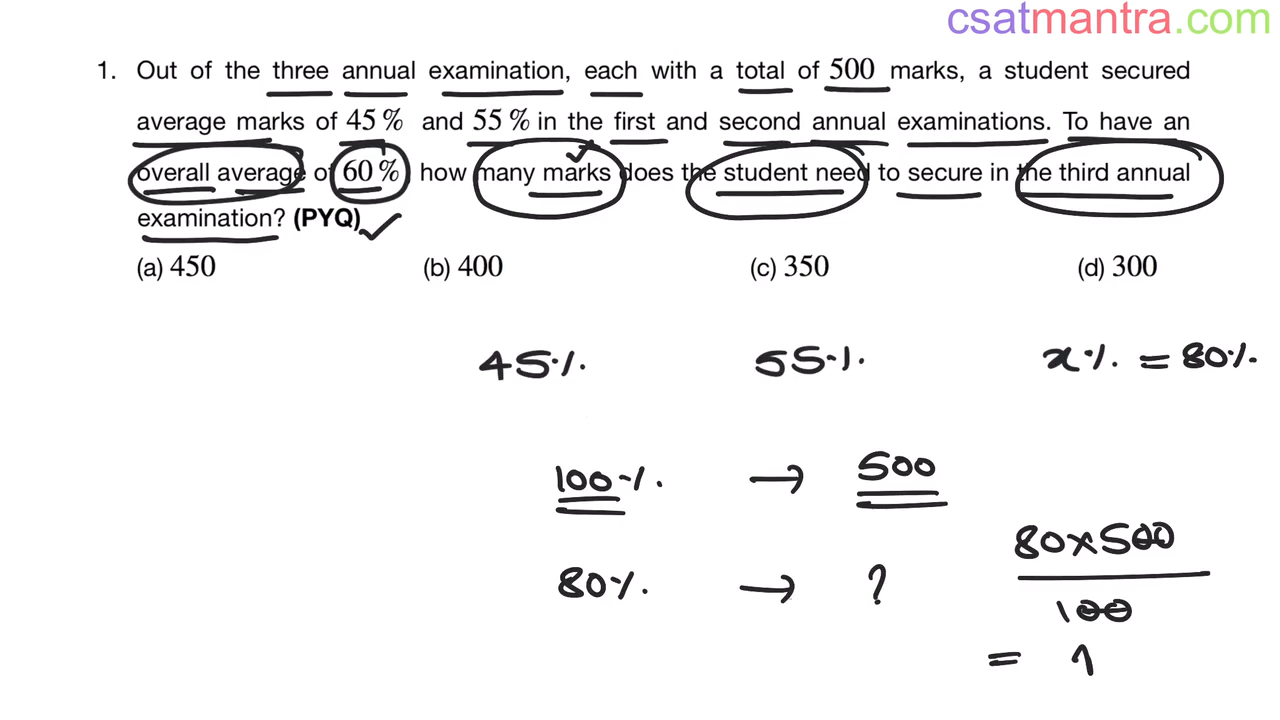 csatmantra.com
1. Out of the three annual examination, each with a total of 500 marks, a student secured
average marks of 45 % and 55 % in the first and second annual examinations. To have an
overall average of 60 % how many marks does the student need to secure in the third annual
examination? (PYQ)
(a) 450 (b) 400 (c) 350 (d) 300
45% 55% x% = 80%
100% → 500
80×500
80% → ?
100
=